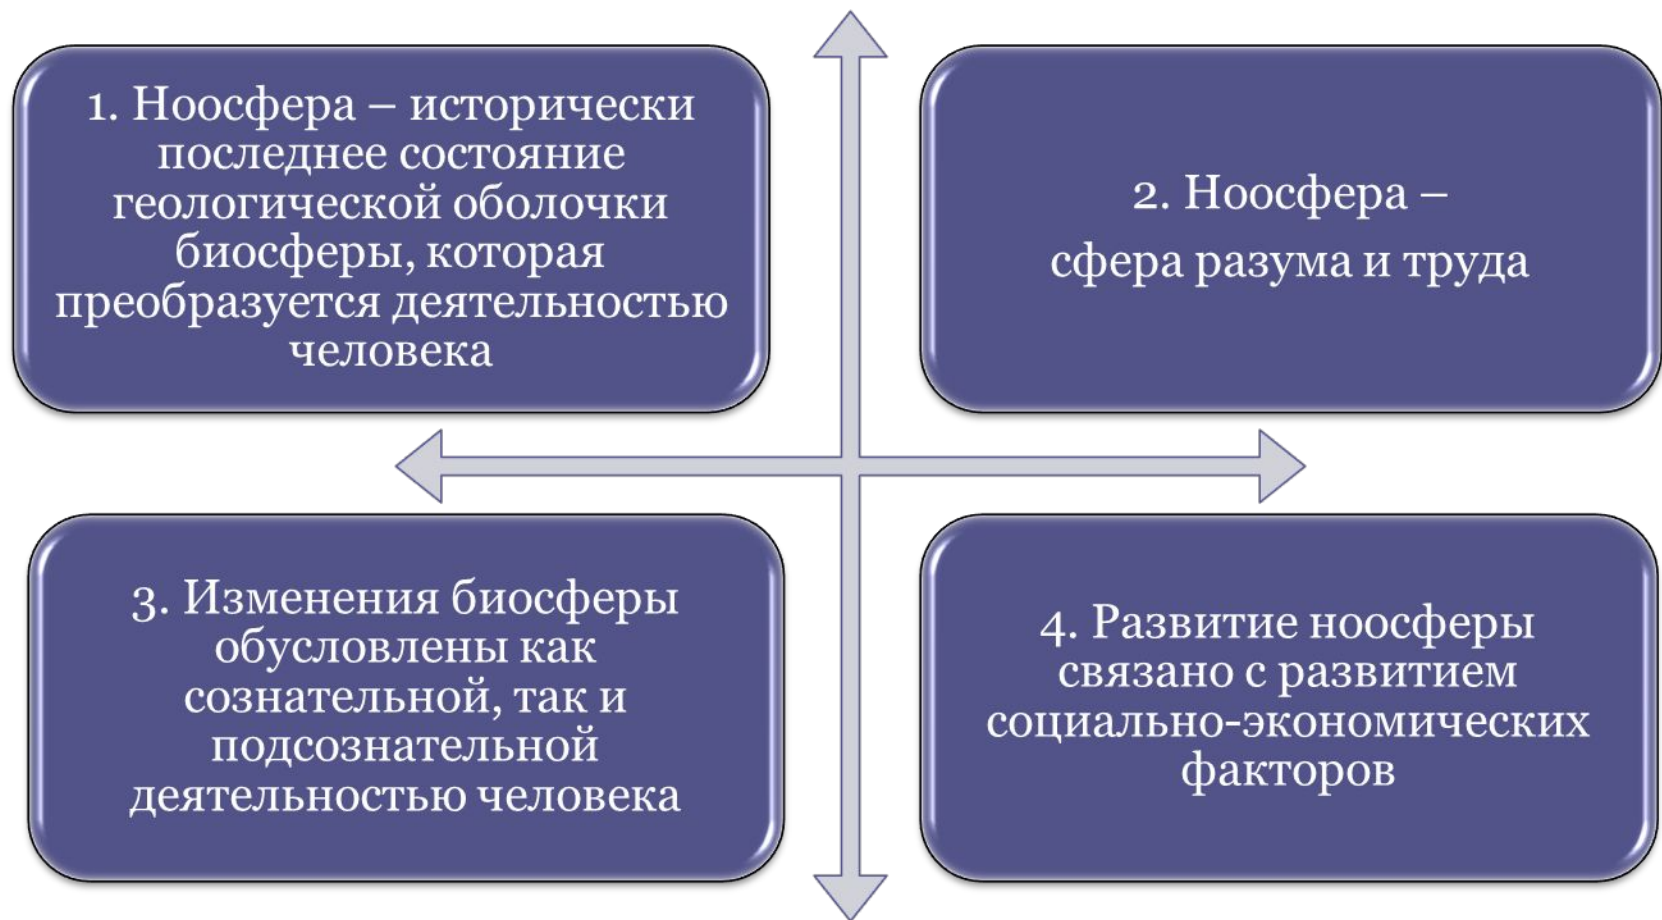 1. Ноосфера – исторически
последнее состояние
геологической оболочки
биосферы, которая
преобразуется деятельностью
человека
2. Ноосфера –
сфера разума и труда
3. Изменения биосферы
обусловлены как
сознательной, так и
подсознательной
деятельностью человека
4. Развитие ноосферы
связано с развитием
социально-экономических
факторов